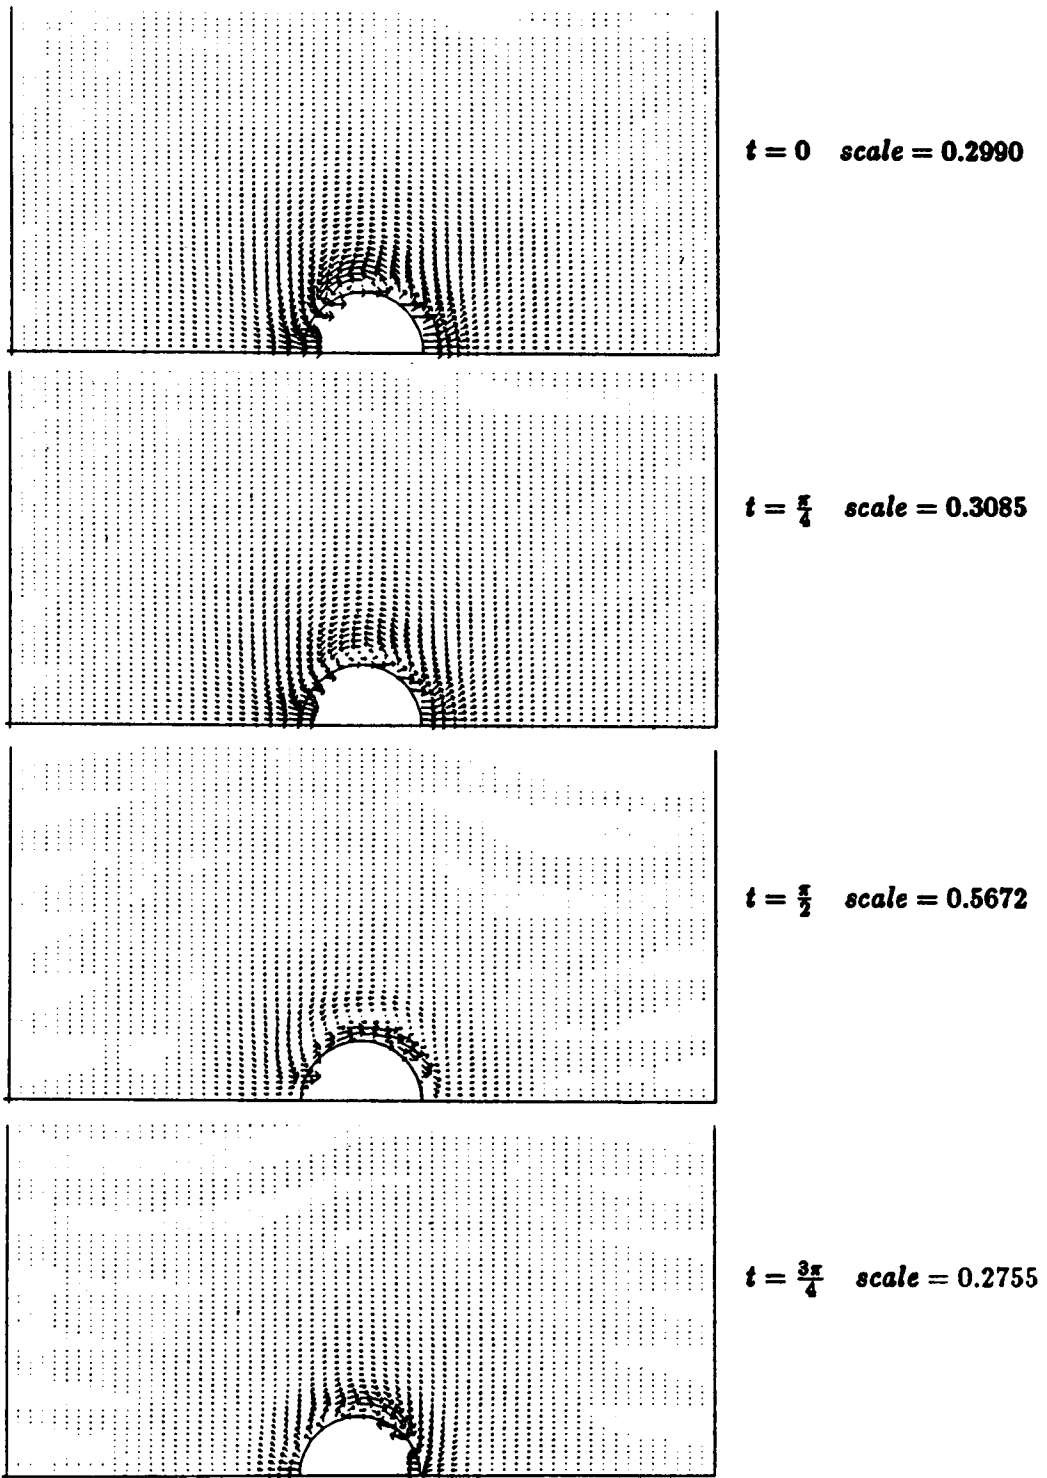 t = 0 scale = 0.2990
t = π/4 scale = 0.3085
t = π/2 scale = 0.5672
t = 3π/4 scale = 0.2755